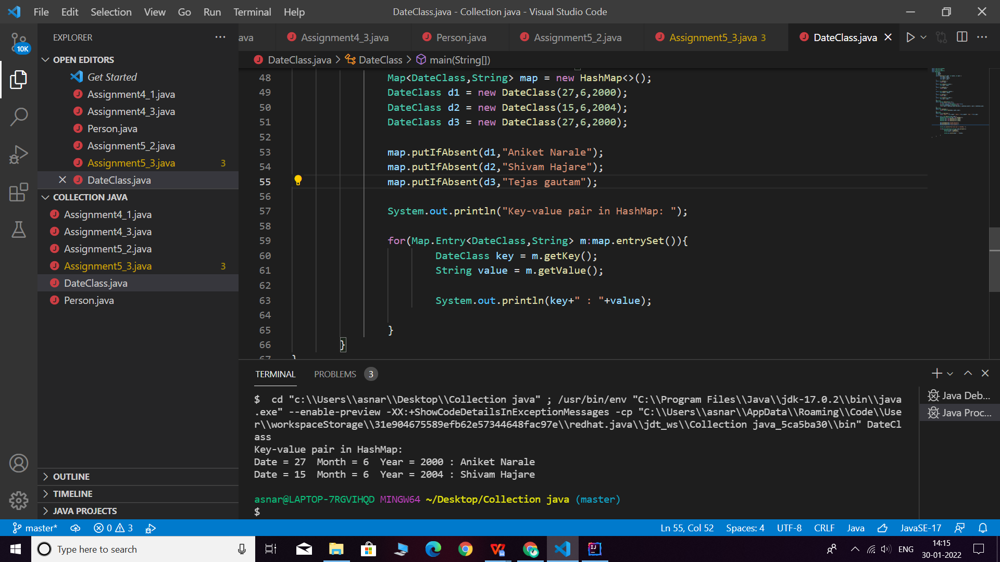 File Edit Selection View Go Run Terminal Help
DateClass.java - Collection java - Visual Studio Code
EXPLORER
10K
OPEN EDITORS
Get Started
Assignment4_1.java
Assignment4_3.java
Person.java
Assignment5_2.java
Assignment5_3.java 3
DateClass.java
COLLECTION JAVA
Assignment4_1.java
Assignment4_3.java
Assignment5_2.java
Assignment5_3.java 3
DateClass.java
Person.java
OUTLINE
TIMELINE
JAVA PROJECTS
ava Assignment4_3.java Person.java Assignment5_2.java Assignment5_3.java 3 DateClass.java
DateClass.java > DateClass > main(String[])
48 Map<DateClass,String> map = new HashMap<>();
49 DateClass d1 = new DateClass(27,6,2000);
50 DateClass d2 = new DateClass(15,6,2004);
51 DateClass d3 = new DateClass(27,6,2000);
52
53 map.putIfAbsent(d1,"Aniket Narale");
54 map.putIfAbsent(d2,"Shivam Hajare");
55 map.putIfAbsent(d3,"Tejas gautam");
56
57 System.out.println("Key-value pair in HashMap: ");
58
59 for(Map.Entry<DateClass,String> m:map.entrySet()){
60 DateClass key = m.getKey();
61 String value = m.getValue();
62
63 System.out.println(key+" : "+value);
64
65 }
66 }
67 }
TERMINAL PROBLEMS 3
$ cd "c:\\Users\\asnar\\Desktop\\Collection java" ; /usr/bin/env "C:\\Program Files\\Java\\jdk-17.0.2\\bin\\java
.exe" --enable-preview -XX:+ShowCodeDetailsInExceptionMessages -cp "C:\\Users\\asnar\\AppData\\Roaming\\Code\\Use
r\\workspaceStorage\\31e904675589efb62e57344648fac97e\\redhat.java\\jdt_ws\\Collection java_5ca5ba30\\bin" DateCl
ass
Key-value pair in HashMap:
Date = 27 Month = 6 Year = 2000 : Aniket Narale
Date = 15 Month = 6 Year = 2004 : Shivam Hajare
asnar@LAPTOP-7RGVIHQD MINGW64 ~/Desktop/Collection java (master)
$
Java Deb...
Java Proc...
master* 0 3
Ln 55, Col 52 Spaces: 4 UTF-8 CRLF Java JavaSE-17
Type here to search
ENG
14:15
30-01-2022